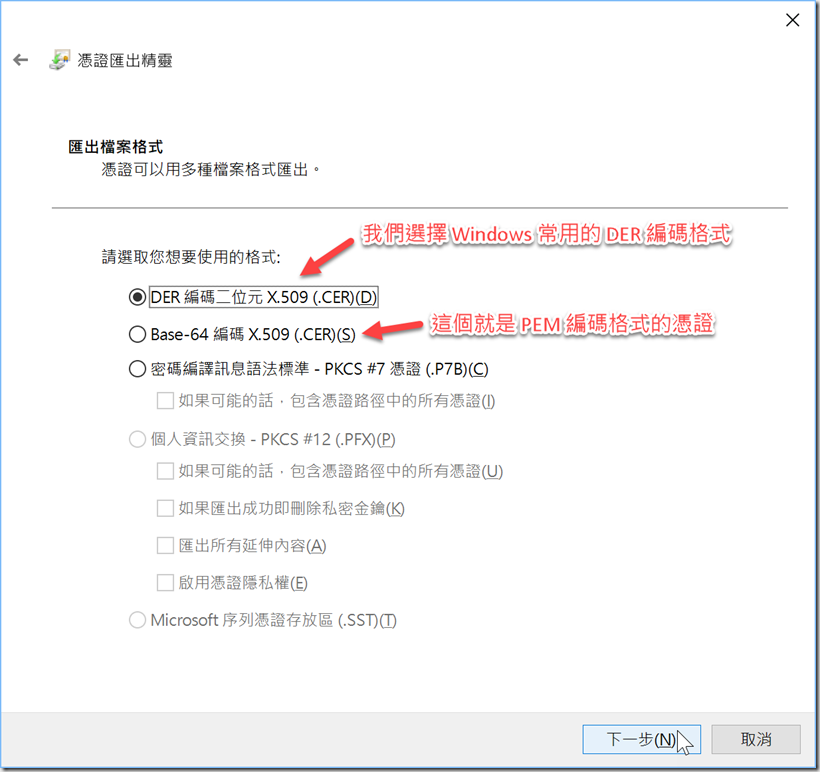 憑證匯出精靈
匯出檔案格式
憑證可以用多種檔案格式匯出。
我們選擇 Windows 常用的 DER 編碼格式
請選取您想要使用的格式:
DER 編碼二位元 X.509 (.CER)(D)
這個就是 PEM 編碼格式的憑證
Base-64 編碼 X.509 (.CER)(S)
密碼編譯訊息語法標準 - PKCS #7 憑證 (.P7B)(C)
如果可能的話，包含憑證路徑中的所有憑證(I)
個人資訊交換 - PKCS #12 (.PFX)(P)
如果可能的話，包含憑證路徑中的所有憑證(U)
如果匯出成功即刪除私密金鑰(K)
匯出所有延伸內容(A)
啟用憑證隱私權(E)
Microsoft 序列憑證存放區 (.SST)(T)
下一步(N)
取消